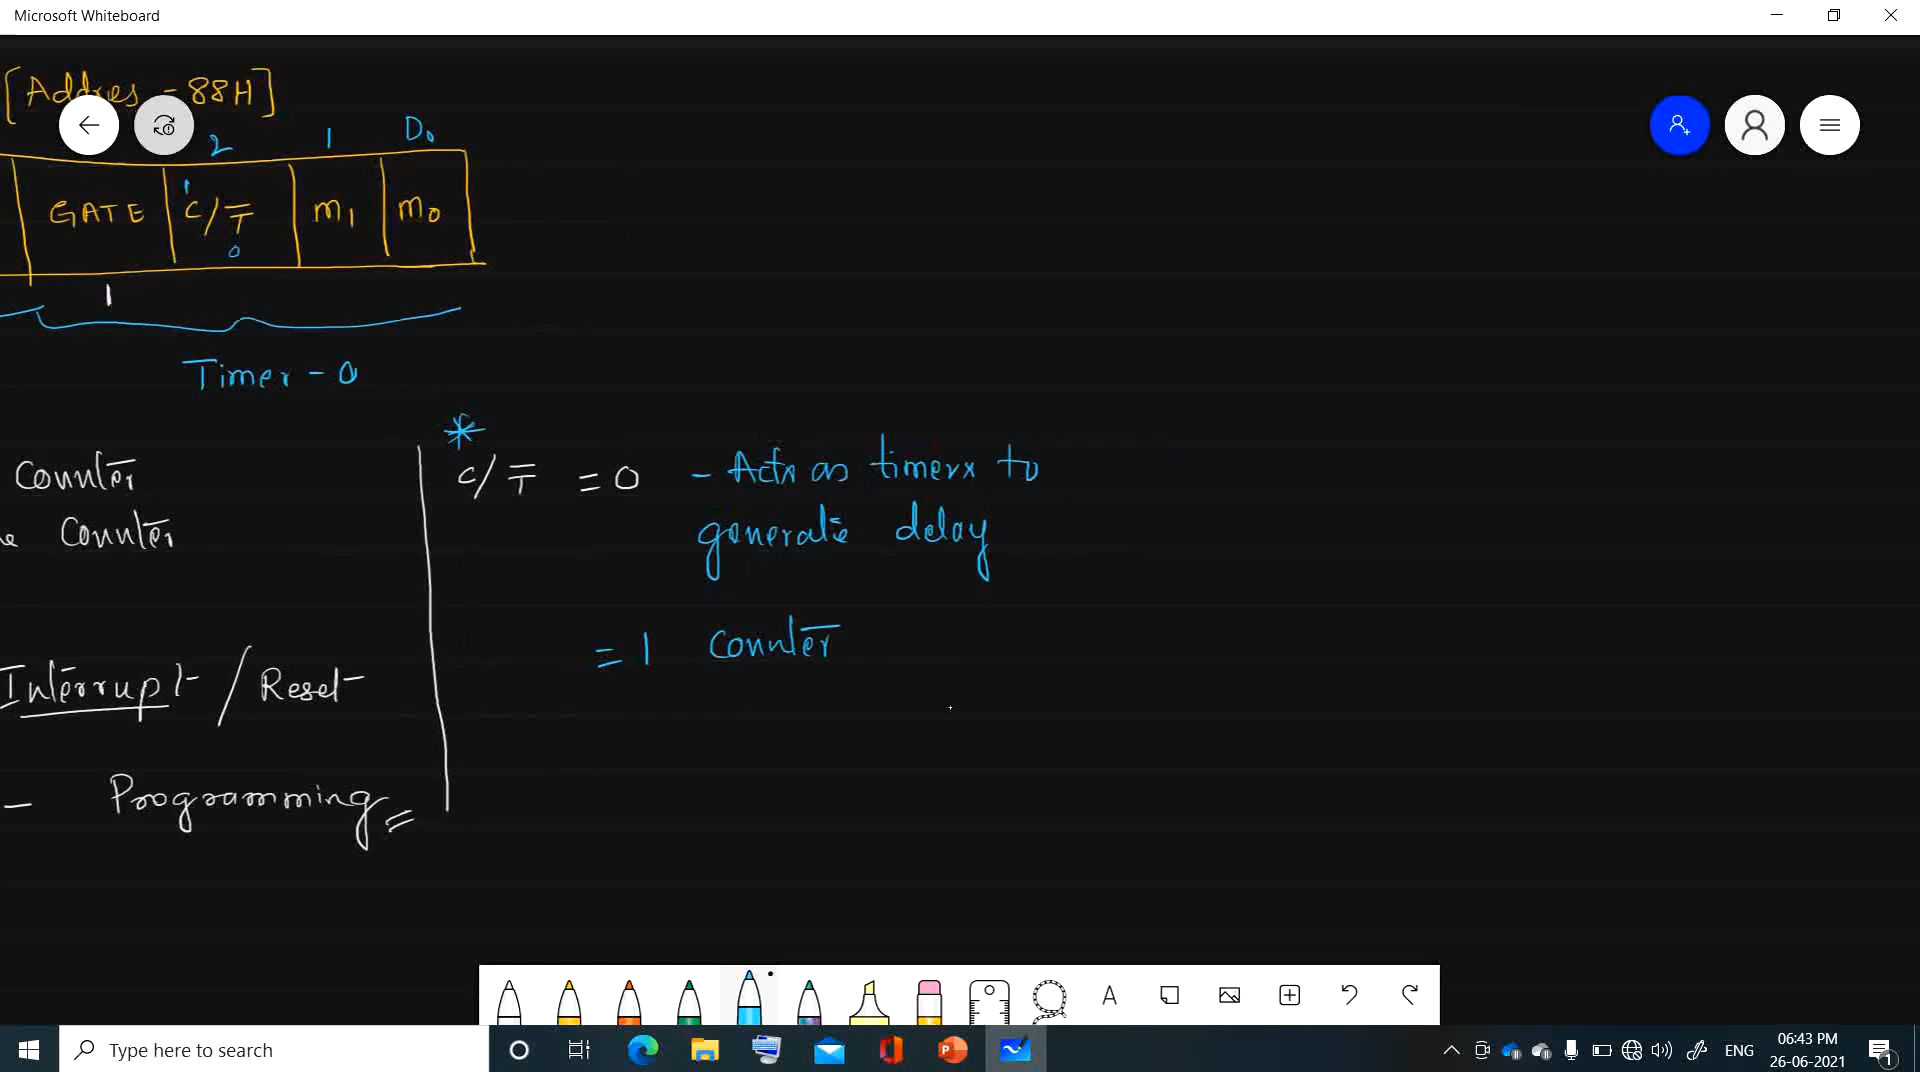 Microsoft Whiteboard
[Addres - 88H]
2 1 D0
GATE 1 C/T̅ 0 m1 m0
1
Timer - 0
*
Counter
Counter
C/T̅ = 0 - Acts as timers to
generate delay
= 1 Counter
Interrupt / Reset
- Programming =
A
Type here to search
ENG
06:43 PM
26-06-2021
1